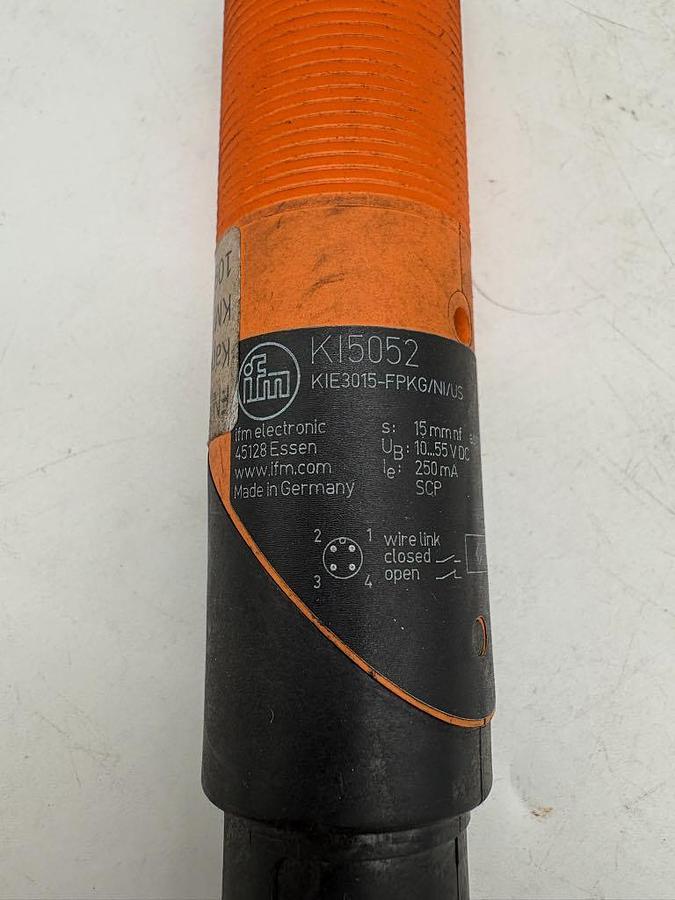 ifm
KI5052
KIE3015-FPKG/NI/US
ifm electronic
45128 Essen
www.ifm.com
Made in Germany
s: 15 mm nf
UB: 10...55 V DC
Ie: 250 mA
SCP
2 1
3 4
wire link
closed
open